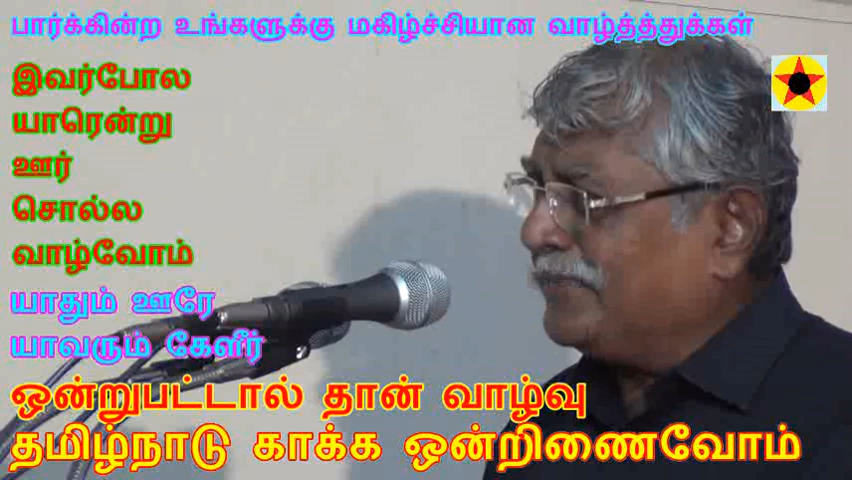 பார்க்கின்ற உங்களுக்கு மகிழ்ச்சியான வாழ்த்த்துக்கள்
இவர்போல
யாரென்று
ஊர்
சொல்ல
வாழ்வோம்
யாதும் ஊரே
யாவரும் கேளீர்
ஒன்றுபட்டால் தான் வாழ்வு
தமிழ்நாடு காக்க ஒன்றிணைவோம்